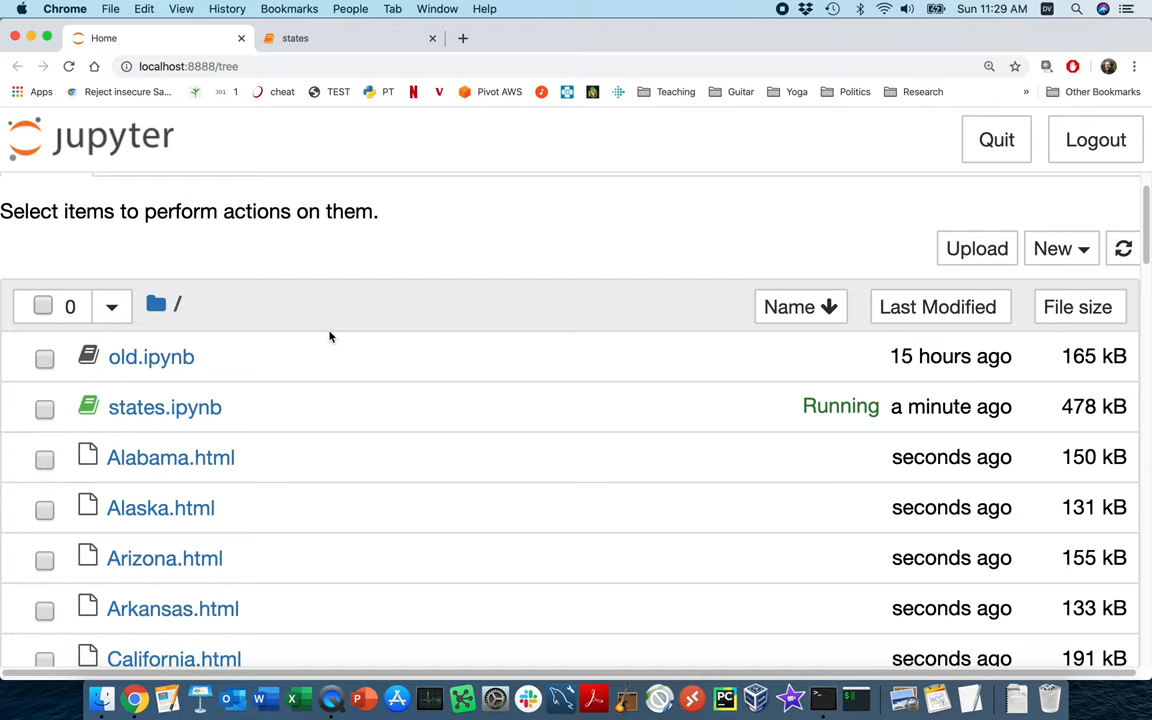 Chrome File Edit View History Bookmarks People Tab Window Help Sun 11:29 AM DV
Home states
localhost:8888/tree
Apps Reject insecure Sa... 301 1 cheat TEST PT N V Pivot AWS Teaching Guitar Yoga Politics Research » Other Bookmarks
jupyter Quit Logout
Select items to perform actions on them.
Upload New
0 / Name Last Modified File size
old.ipynb 15 hours ago 165 kB
states.ipynb Running a minute ago 478 kB
Alabama.html seconds ago 150 kB
Alaska.html seconds ago 131 kB
Arizona.html seconds ago 155 kB
Arkansas.html seconds ago 133 kB
California.html seconds ago 191 kB